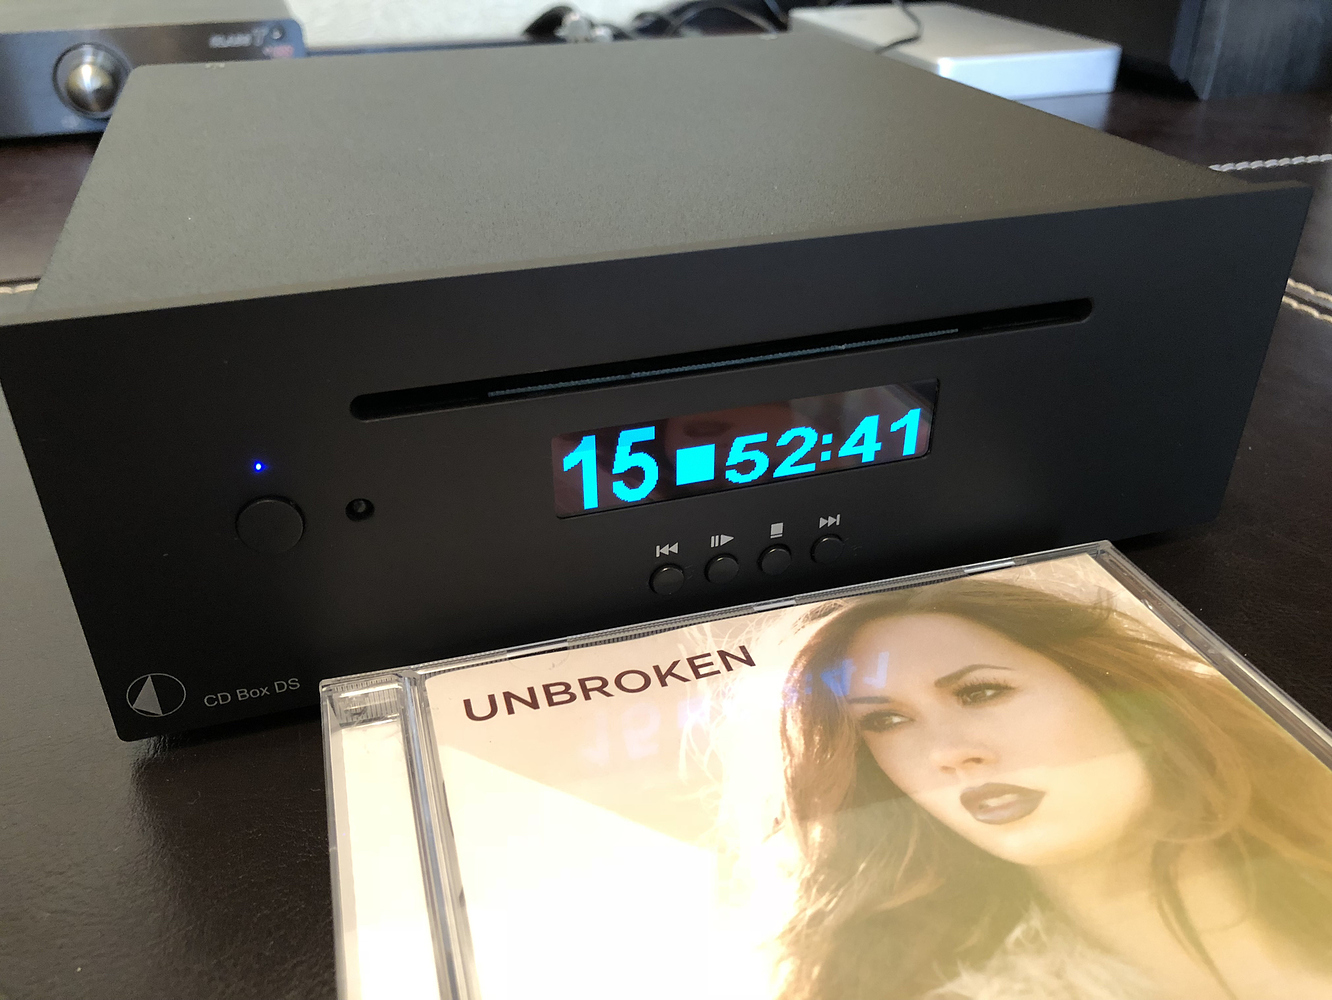 15 ■ 52:41
CD Box DS
UNBROKEN